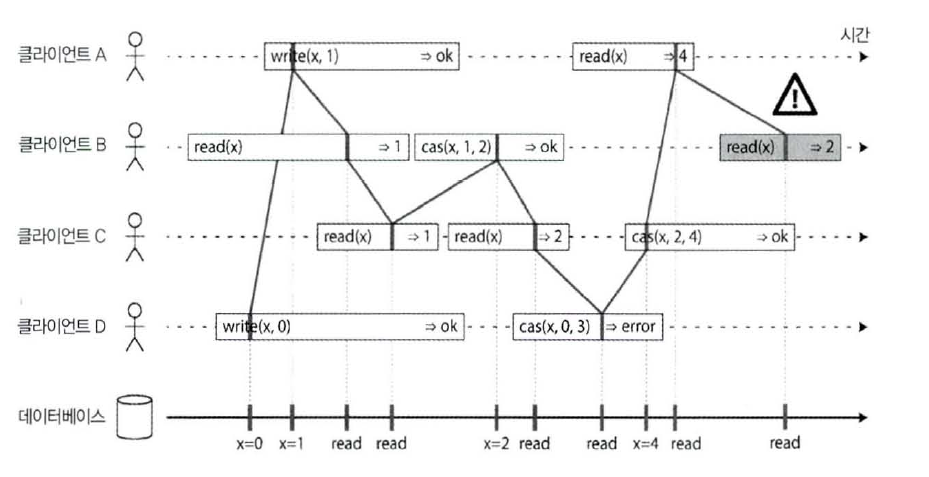 시간
클라이언트 A write(x, 1) ⇒ ok read(x) ⇒ 4
클라이언트 B read(x) ⇒ 1 cas(x, 1, 2) ⇒ ok read(x) ⇒ 2
클라이언트 C read(x) ⇒ 1 read(x) ⇒ 2 cas(x, 2, 4) ⇒ ok
클라이언트 D write(x, 0) ⇒ ok cas(x, 0, 3) ⇒ error
데이터베이스
x=0 x=1 read read x=2 read read x=4 read read